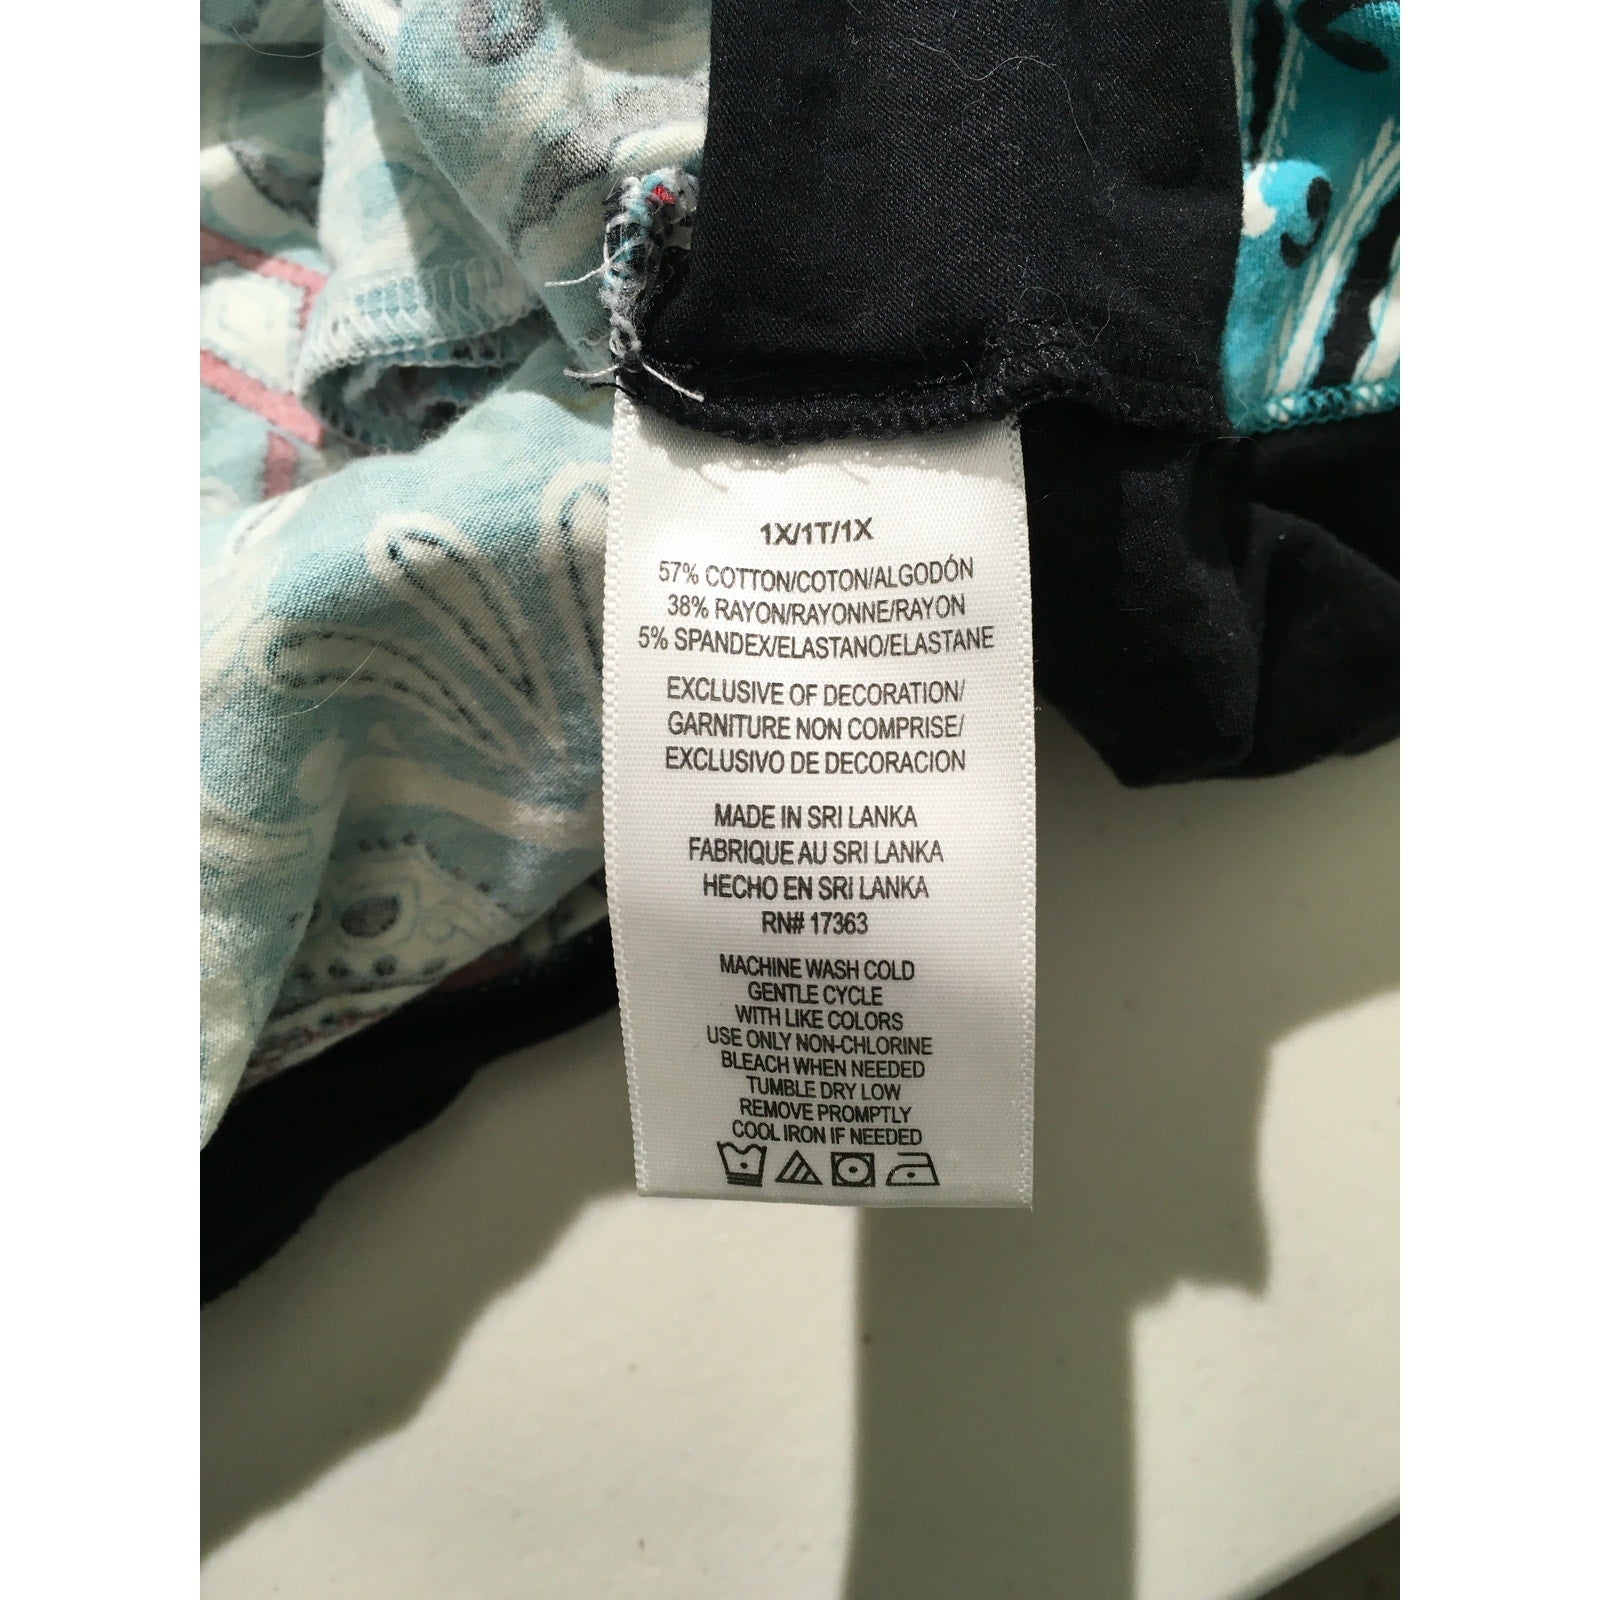 1X/1T/1X
57% COTTON/COTON/ALGODÓN
38% RAYON/RAYONNE/RAYON
5% SPANDEX/ELASTANO/ELASTANE
EXCLUSIVE OF DECORATION/
GARNITURE NON COMPRISE/
EXCLUSIVO DE DECORACION
MADE IN SRI LANKA
FABRIQUE AU SRI LANKA
HECHO EN SRI LANKA
RN# 17363
MACHINE WASH COLD
GENTLE CYCLE
WITH LIKE COLORS
USE ONLY NON-CHLORINE
BLEACH WHEN NEEDED
TUMBLE DRY LOW
REMOVE PROMPTLY
COOL IRON IF NEEDED